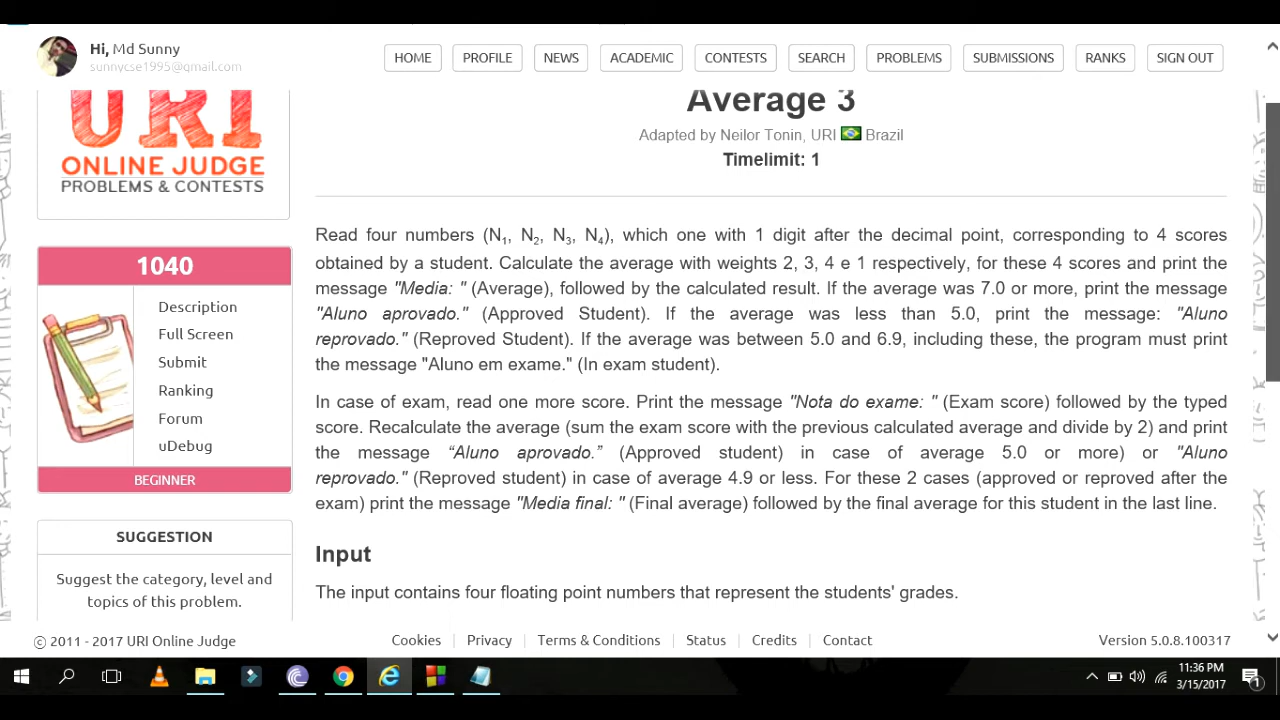 Hi, Md Sunny
sunnycse1995@gmail.com
HOME PROFILE NEWS ACADEMIC CONTESTS SEARCH PROBLEMS SUBMISSIONS RANKS SIGN OUT
URI
ONLINE JUDGE
PROBLEMS & CONTESTS
1040
Description
Full Screen
Submit
Ranking
Forum
uDebug
BEGINNER
SUGGESTION
Suggest the category, level and
topics of this problem.
Average 3
Adapted by Neilor Tonin, URI Brazil
Timelimit: 1
Read four numbers (N1, N2, N3, N4), which one with 1 digit after the decimal point, corresponding to 4 scores
obtained by a student. Calculate the average with weights 2, 3, 4 e 1 respectively, for these 4 scores and print the
message "Media: " (Average), followed by the calculated result. If the average was 7.0 or more, print the message
"Aluno aprovado." (Approved Student). If the average was less than 5.0, print the message: "Aluno
reprovado." (Reproved Student). If the average was between 5.0 and 6.9, including these, the program must print
the message "Aluno em exame." (In exam student).
In case of exam, read one more score. Print the message "Nota do exame: " (Exam score) followed by the typed
score. Recalculate the average (sum the exam score with the previous calculated average and divide by 2) and print
the message “Aluno aprovado.” (Approved student) in case of average 5.0 or more) or "Aluno
reprovado." (Reproved student) in case of average 4.9 or less. For these 2 cases (approved or reproved after the
exam) print the message "Media final: " (Final average) followed by the final average for this student in the last line.
Input
The input contains four floating point numbers that represent the students' grades.
© 2011 - 2017 URI Online Judge
Cookies Privacy Terms & Conditions Status Credits Contact
Version 5.0.8.100317
11:36 PM
3/15/2017
1